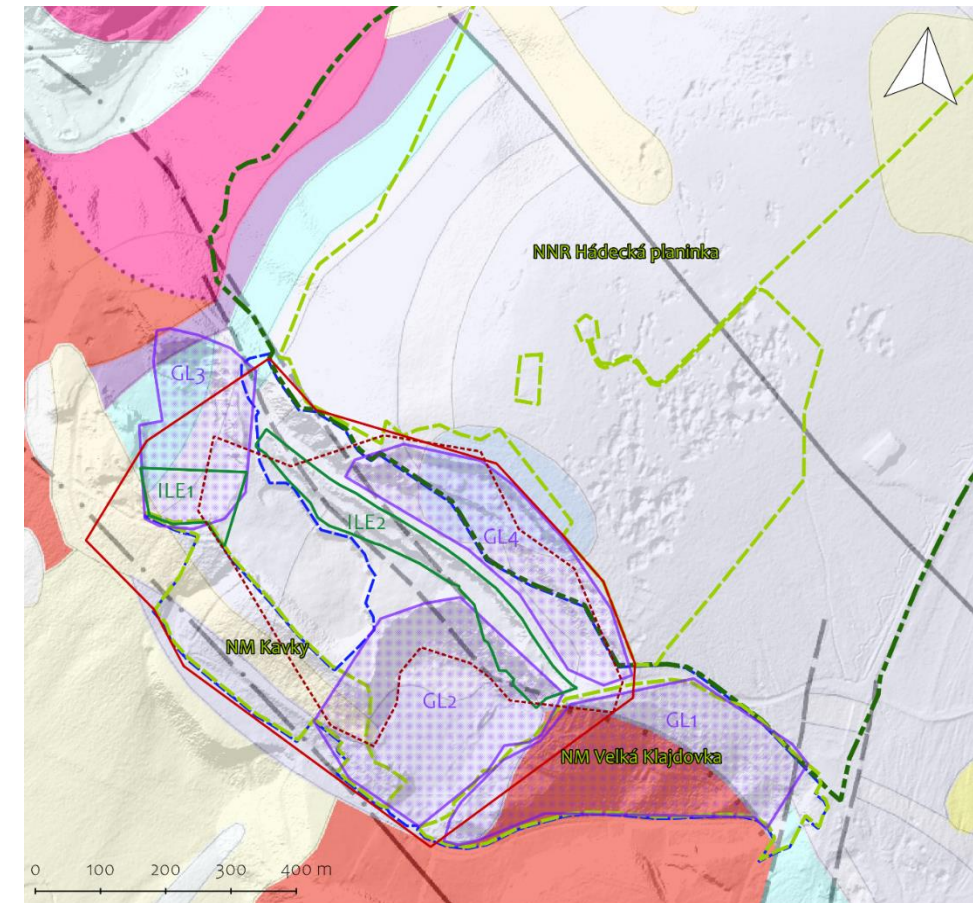 NNR Hádecká planinka
GL3
ILE1
ILE2
GL4
NM Kavky
GL2
GL1
NM Velká Klajdovka
0 100 200 300 400 m